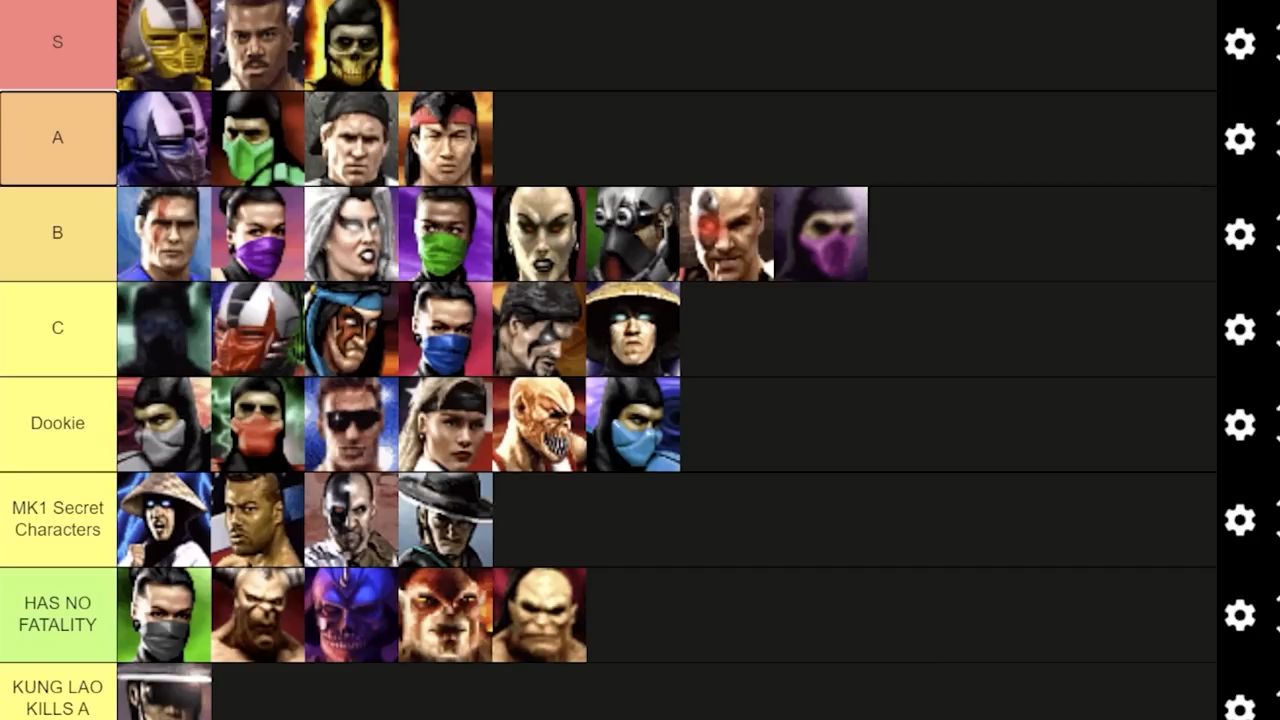 S
A
B
C
Dookie
MK1 Secret
Characters
HAS NO
FATALITY
KUNG LAO
KILLS A